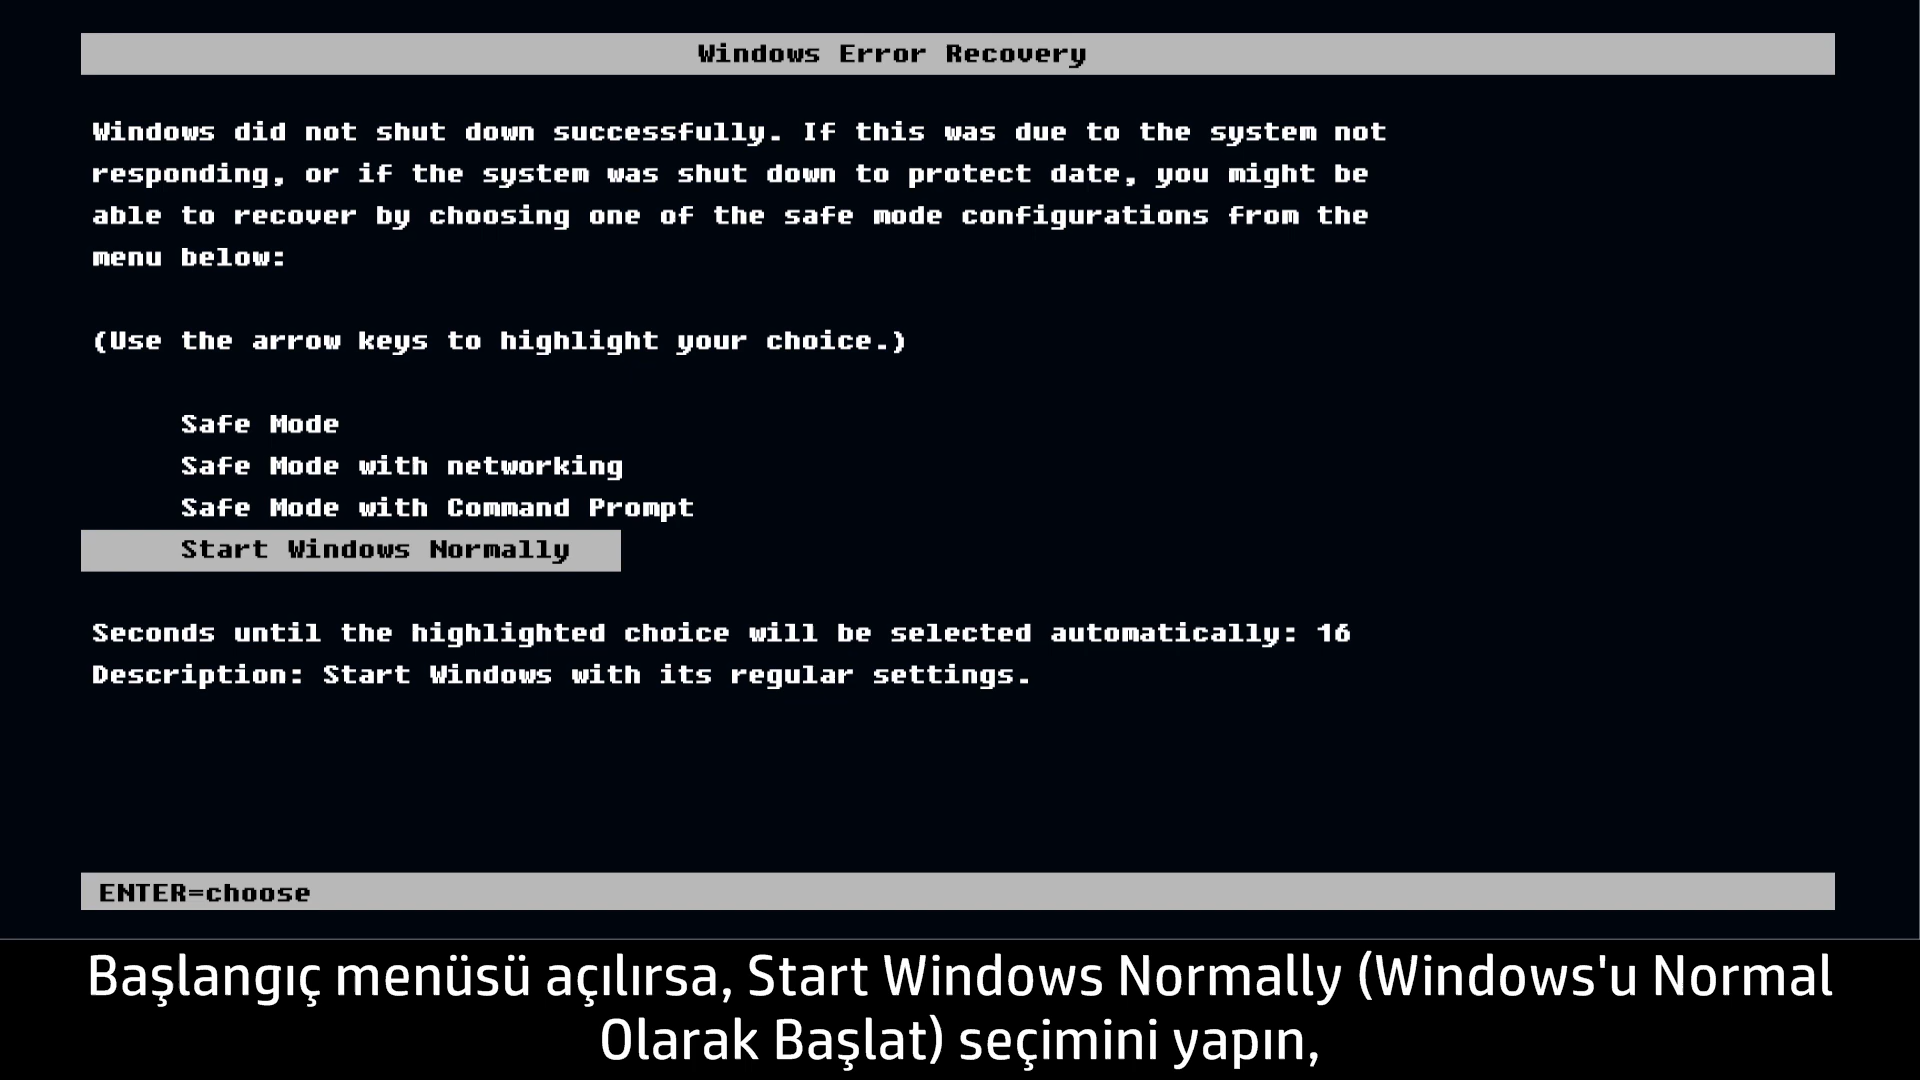 Windows Error Recovery
Windows did not shut down successfully. If this was due to the system not
responding, or if the system was shut down to protect date, you might be
able to recover by choosing one of the safe mode configurations from the
menu below:
(Use the arrow keys to highlight your choice.)
Safe Mode
Safe Mode with networking
Safe Mode with Command Prompt
Start Windows Normally
Seconds until the highlighted choice will be selected automatically: 16
Description: Start Windows with its regular settings.
ENTER=choose
Başlangıç menüsü açılırsa, Start Windows Normally (Windows'u Normal
Olarak Başlat) seçimini yapın,